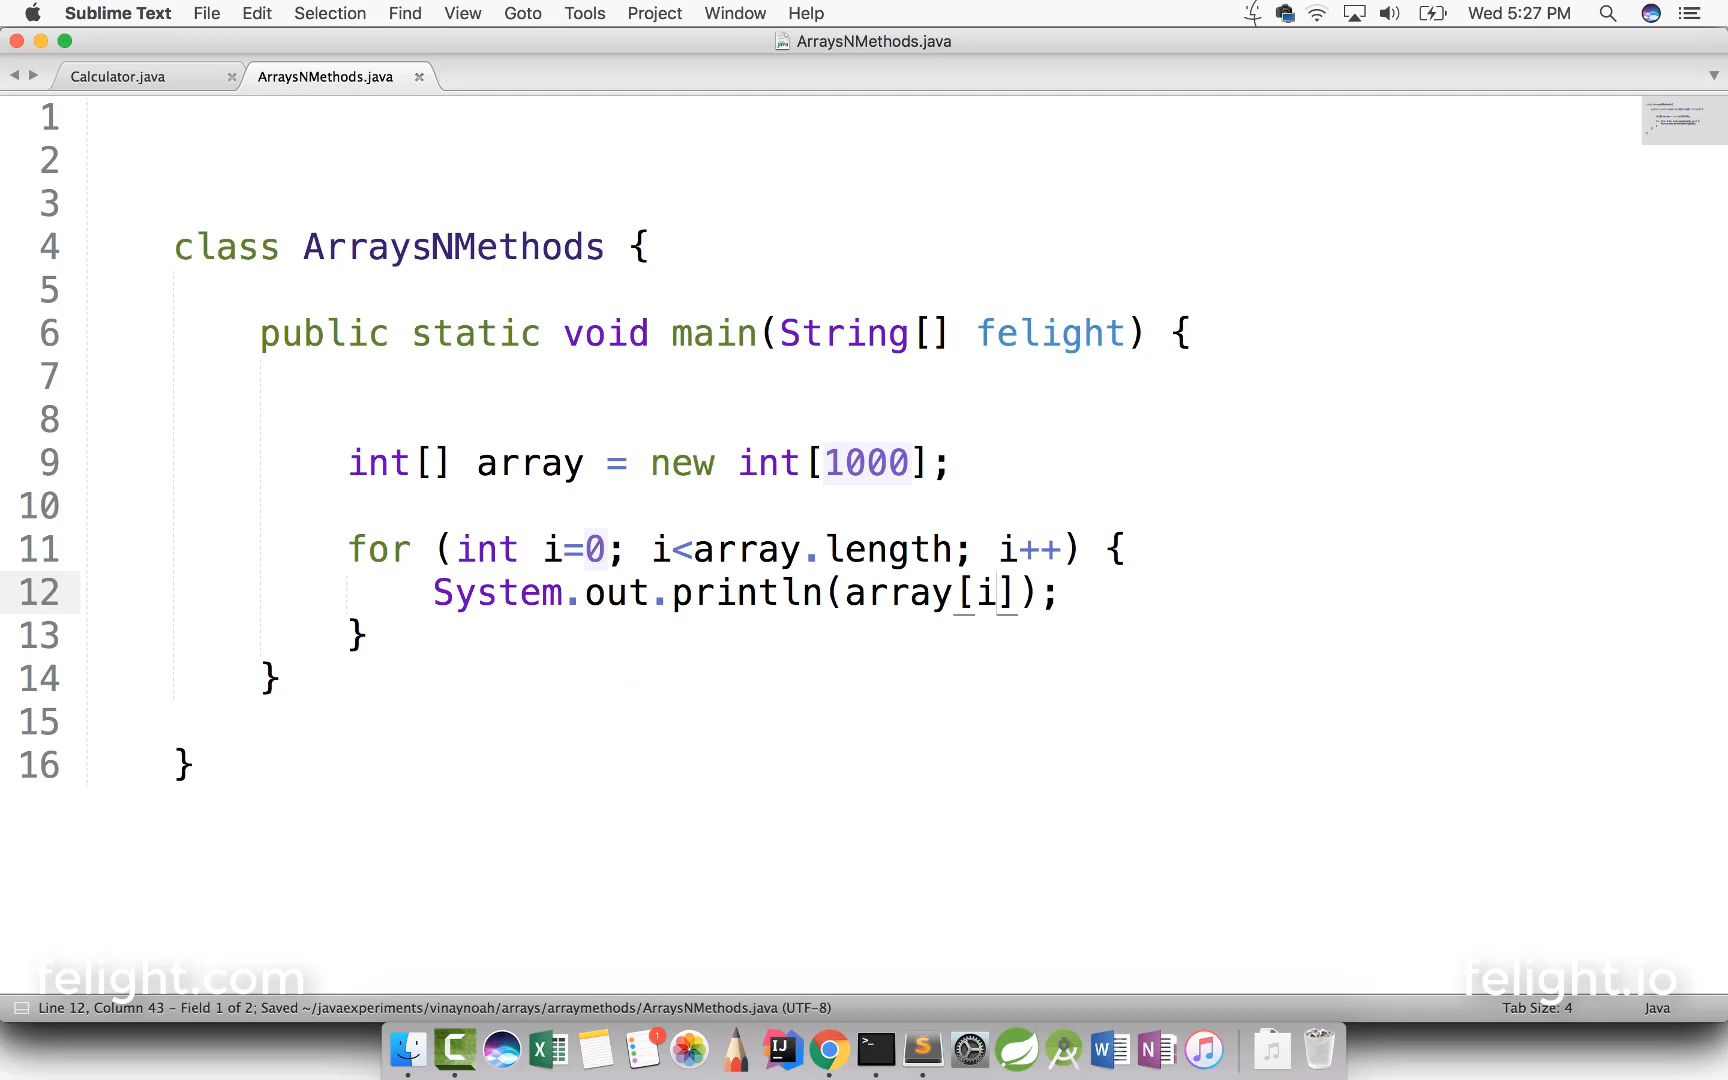 Sublime Text File Edit Selection Find View Goto Tools Project Window Help Wed 5:27 PM
ArraysNMethods.java
Calculator.java × ArraysNMethods.java ×
1
2
3
4 class ArraysNMethods {
5
6 public static void main(String[] felight) {
7
8
9 int[] array = new int[1000];
10
11 for (int i=0; i<array.length; i++) {
12 System.out.println(array[i]);
13 }
14 }
15
16 }
felight.com felight.io
Line 12, Column 43 – Field 1 of 2; Saved ~/javaexperiments/vinaynoah/arrays/arraymethods/ArraysNMethods.java (UTF-8) Tab Size: 4 Java